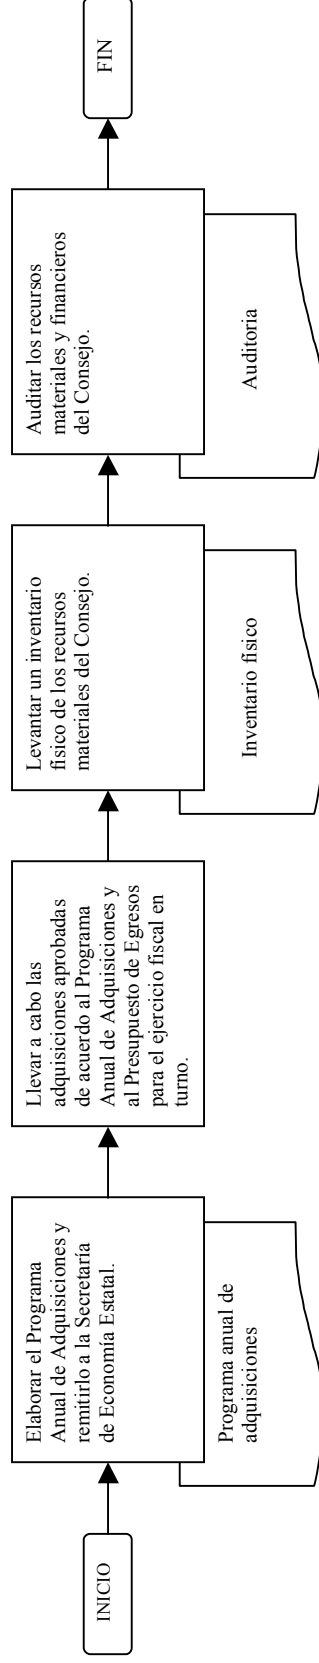 INICIO
Elaborar el Programa
Anual de Adquisiciones y
remitirlo a la Secretaría
de Economía Estatal.
Programa anual de
adquisiciones
Llevar a cabo las
adquisiciones aprobadas
de acuerdo al Programa
Anual de Adquisiciones y
al Presupuesto de Egresos
para el ejercicio fiscal en
turno.
Levantar un inventario
físico de los recursos
materiales del Consejo.
Inventario físico
Auditar los recursos
materiales y financieros
del Consejo.
Auditoria
FIN